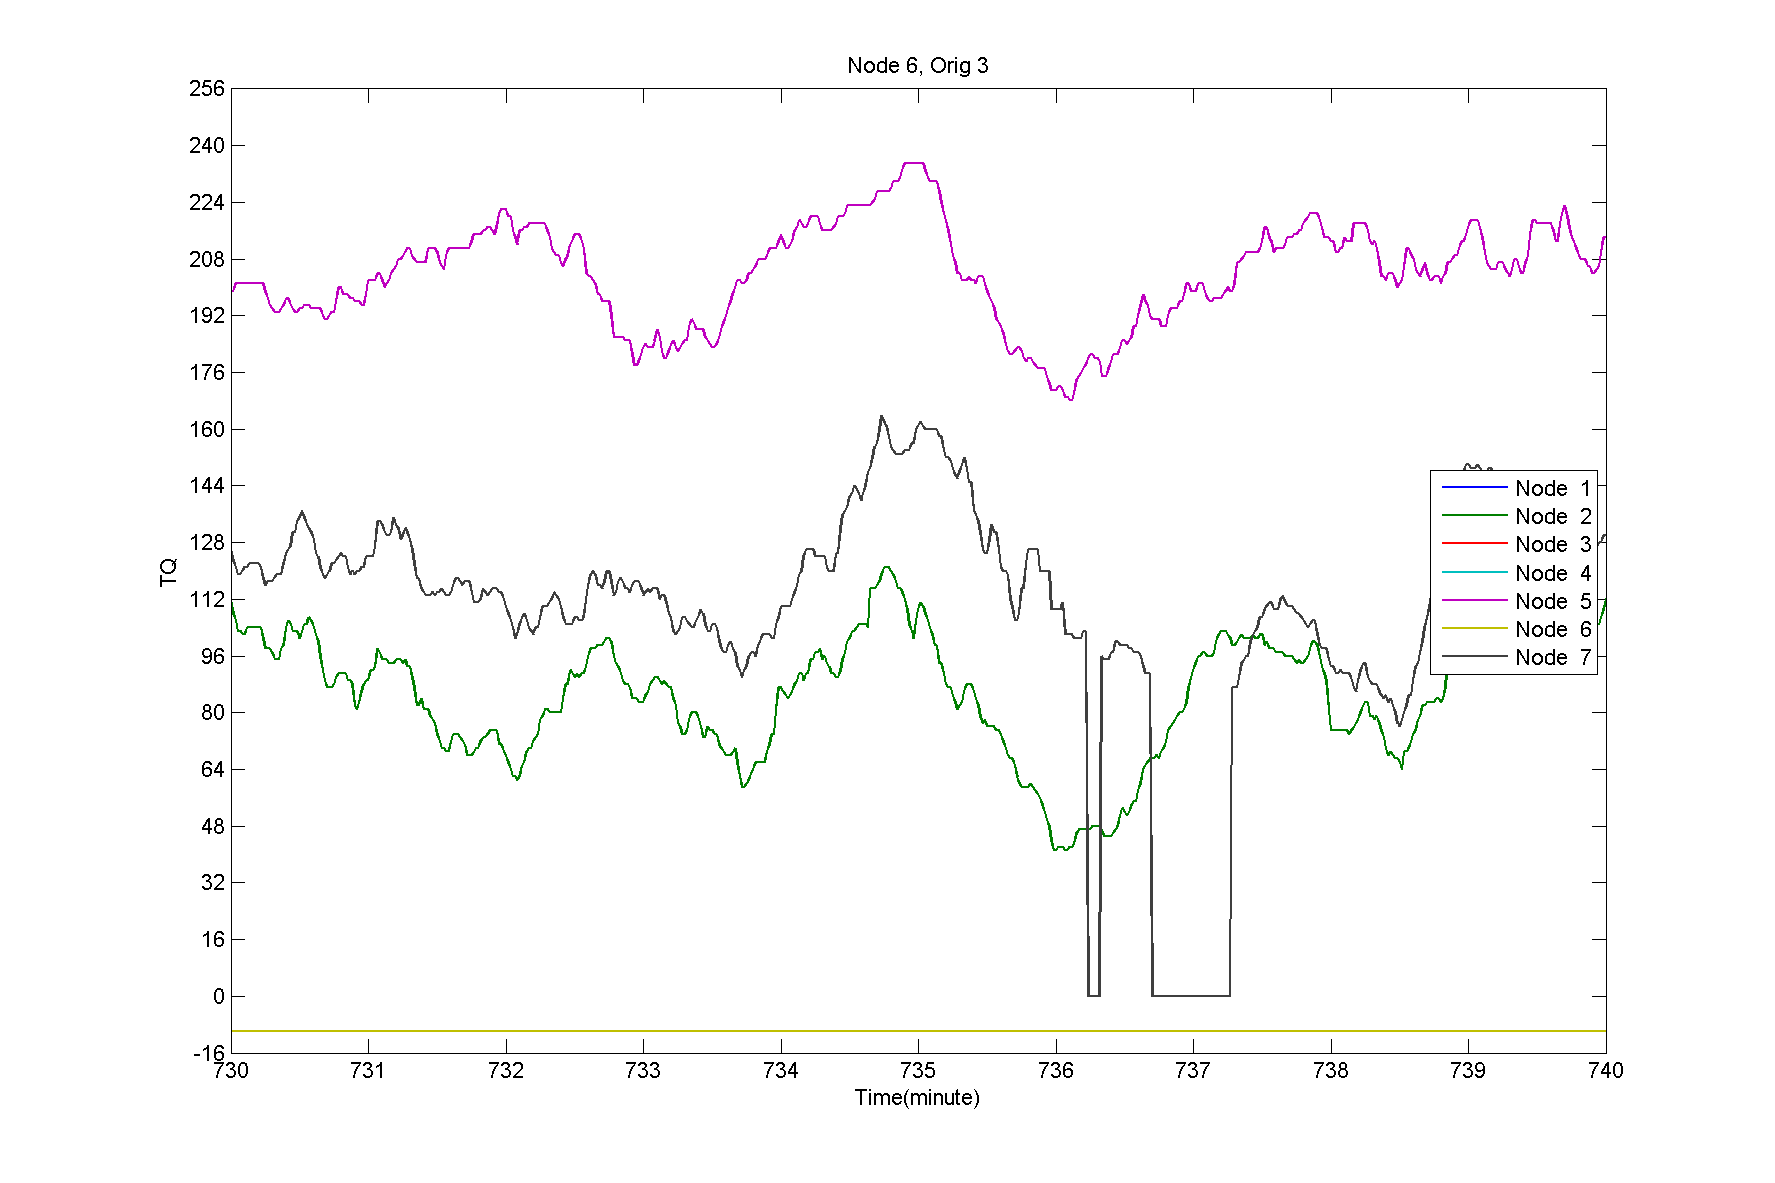 Node 6, Orig 3
256
240
224
208
192
176
160
144
128
112
96
80
64
48
32
16
0
-16
TQ
Node 1
Node 2
Node 3
Node 4
Node 5
Node 6
Node 7
730 731 732 733 734 735 736 737 738 739 740
Time(minute)